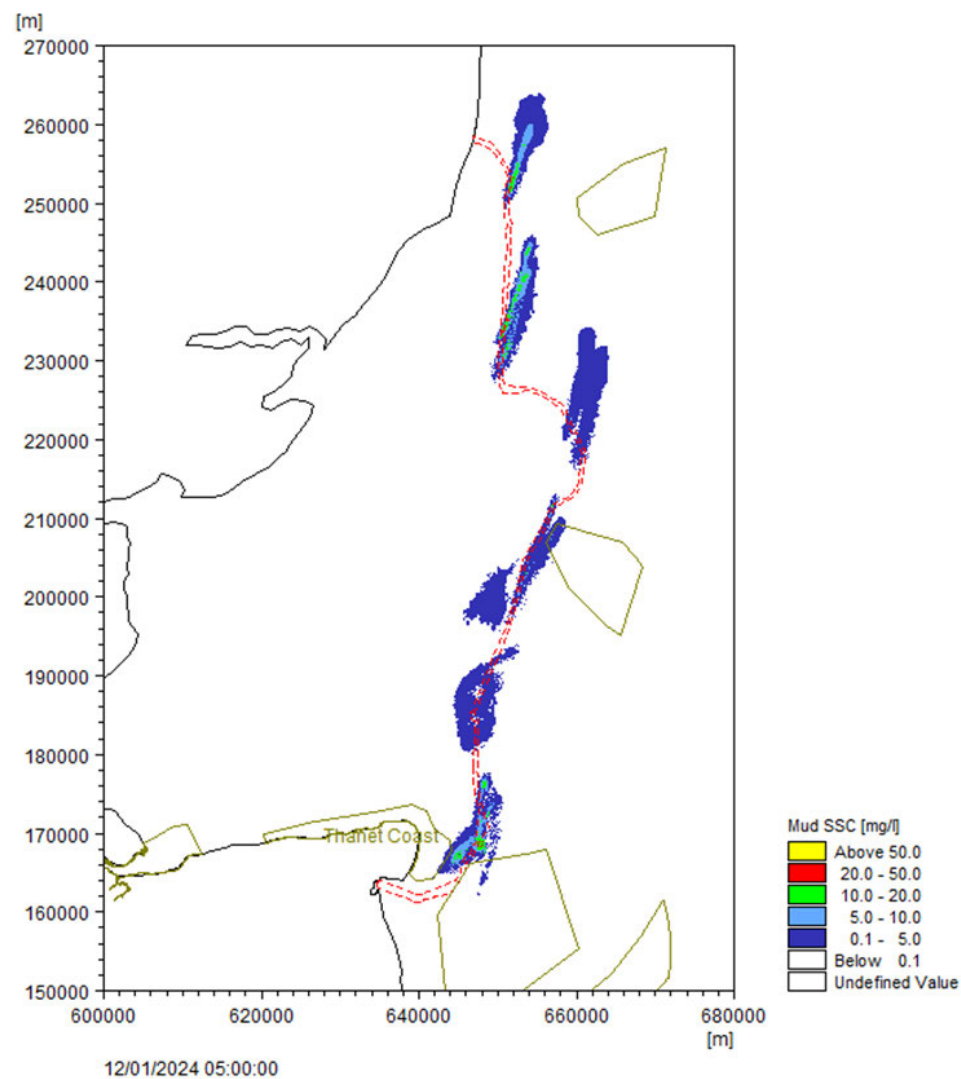 [m]
270000
260000
250000
240000
230000
220000
210000
200000
190000
180000
170000
160000
150000
Thanet Coast
600000 620000 640000 660000 680000
[m]
12/01/2024 05:00:00
Mud SSC [mg/l]
Above 50.0
20.0 - 50.0
10.0 - 20.0
5.0 - 10.0
0.1 - 5.0
Below 0.1
Undefined Value